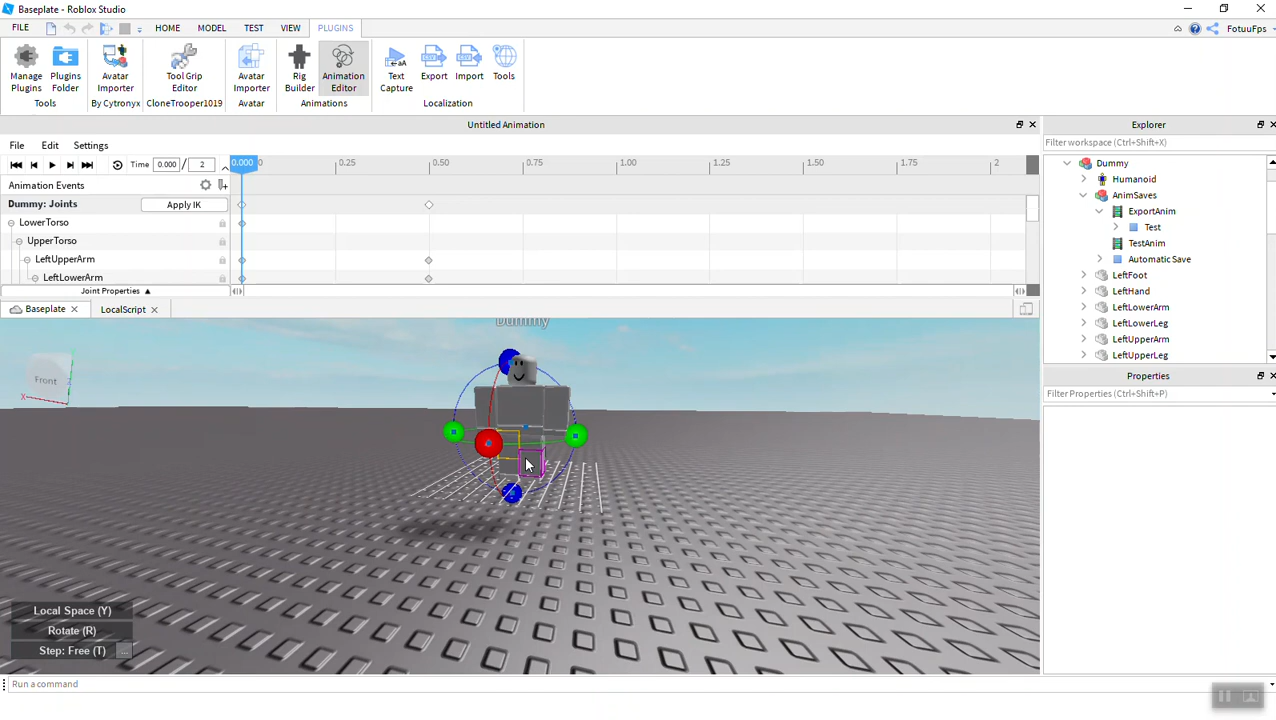 Baseplate - Roblox Studio
FILE HOME MODEL TEST VIEW PLUGINS FotuuFps
Manage Plugins
Plugins Folder
Avatar Importer
Tool Grip Editor
Avatar Importer
Rig Builder
Animation Editor
Text Capture
Export
Import
Tools
Tools By Cytronyx CloneTrooper1019 Avatar Animations Localization
Untitled Animation
File Edit Settings
Time 0.000 / 2 0.000 0 0.25 0.50 0.75 1.00 1.25 1.50 1.75 2
Animation Events
Dummy: Joints Apply IK
LowerTorso
UpperTorso
LeftUpperArm
LeftLowerArm
Joint Properties ▲
Baseplate LocalScript
Dummy
Front
X
Z
Local Space (Y)
Rotate (R)
Step: Free (T) ...
Run a command
Explorer
Filter workspace (Ctrl+Shift+X)
Dummy
Humanoid
AnimSaves
ExportAnim
Test
TestAnim
Automatic Save
LeftFoot
LeftHand
LeftLowerArm
LeftLowerLeg
LeftUpperArm
LeftUpperLeg
Properties
Filter Properties (Ctrl+Shift+P)